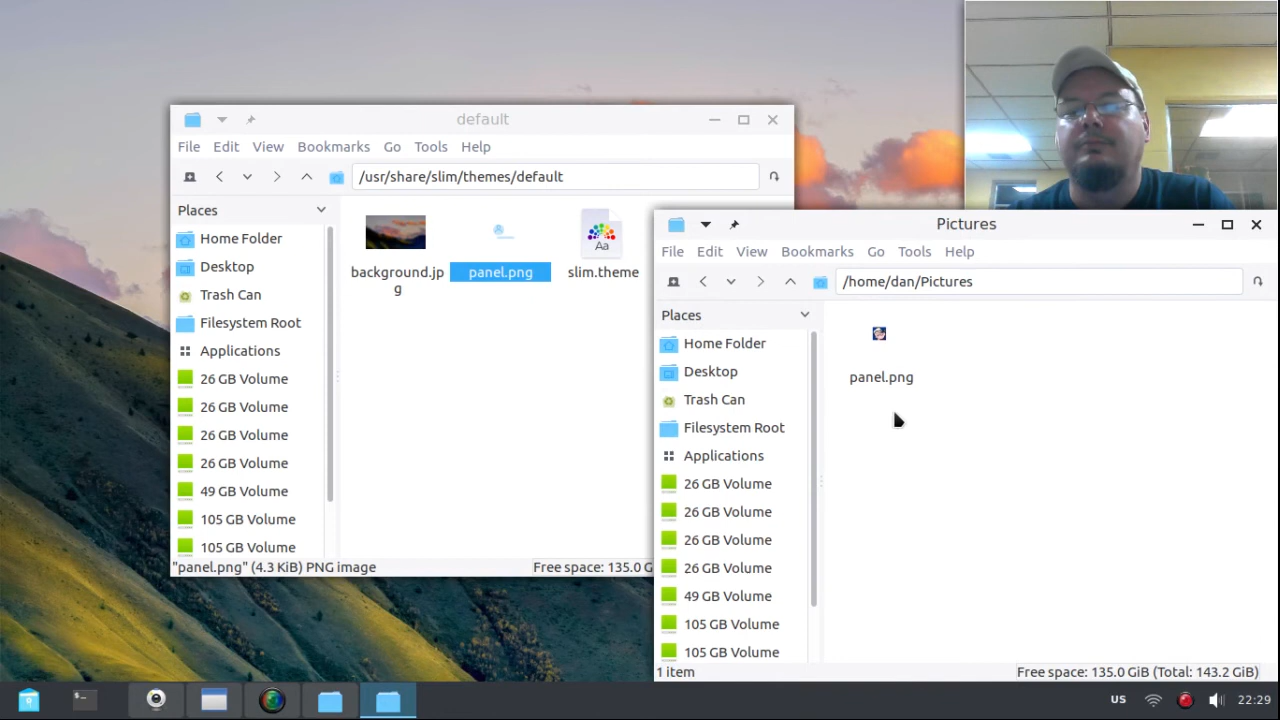 default
File Edit View Bookmarks Go Tools Help
/usr/share/slim/themes/default
Places
Home Folder
Desktop
Trash Can
Filesystem Root
Applications
26 GB Volume
26 GB Volume
26 GB Volume
26 GB Volume
49 GB Volume
105 GB Volume
105 GB Volume
background.jp
g
panel.png
slim.theme
Aa
"panel.png" (4.3 KiB) PNG image
Free space: 135.0 G
Pictures
File Edit View Bookmarks Go Tools Help
/home/dan/Pictures
Places
Home Folder
Desktop
Trash Can
Filesystem Root
Applications
26 GB Volume
26 GB Volume
26 GB Volume
26 GB Volume
49 GB Volume
105 GB Volume
105 GB Volume
panel.png
1 item
Free space: 135.0 GiB (Total: 143.2 GiB)
US
22:29